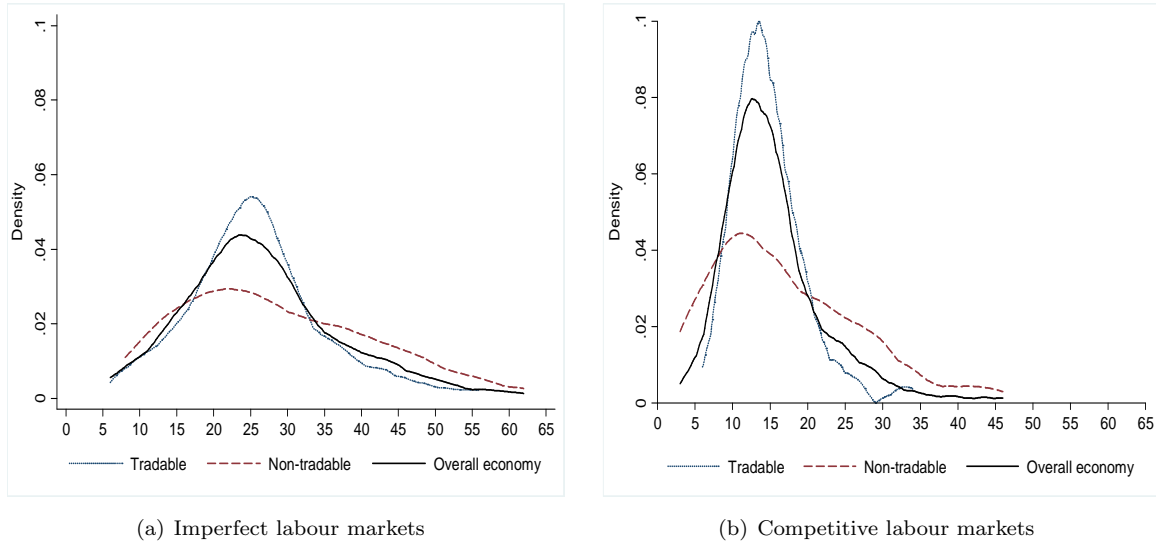 .1
.08
.06
.04
.02
0
Density
0 5 10 15 20 25 30 35 40 45 50 55 60 65
Tradable Non-tradable Overall economy
(a) Imperfect labour markets
.1
.08
.06
.04
.02
0
Density
0 5 10 15 20 25 30 35 40 45 50 55 60 65
Tradable Non-tradable Overall economy
(b) Competitive labour markets